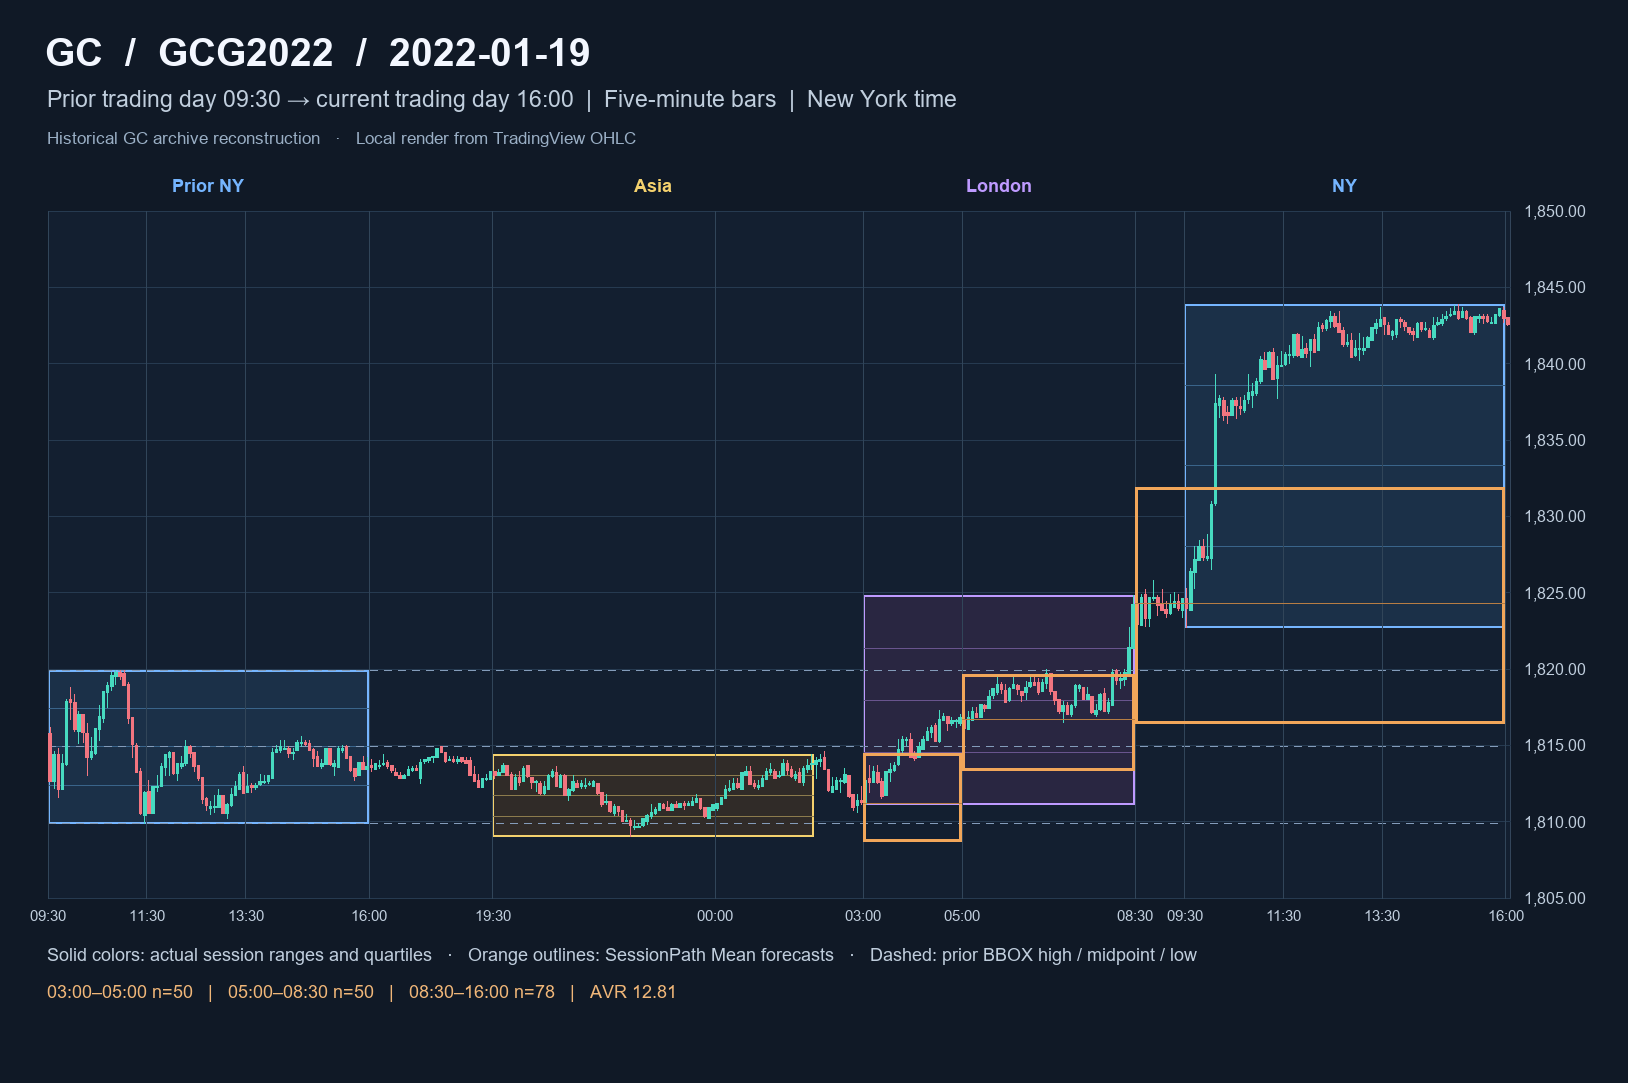 GC / GCG2022 / 2022-01-19
Prior trading day 09:30 → current trading day 16:00 | Five-minute bars | New York time
Historical GC archive reconstruction · Local render from TradingView OHLC
Prior NY Asia London NY
1,850.00
1,845.00
1,840.00
1,835.00
1,830.00
1,825.00
1,820.00
1,815.00
1,810.00
1,805.00
09:30 11:30 13:30 16:00 19:30 00:00 03:00 05:00 08:30 09:30 11:30 13:30 16:00
Solid colors: actual session ranges and quartiles · Orange outlines: SessionPath Mean forecasts · Dashed: prior BBOX high / midpoint / low
03:00–05:00 n=50 | 05:00–08:30 n=50 | 08:30–16:00 n=78 | AVR 12.81